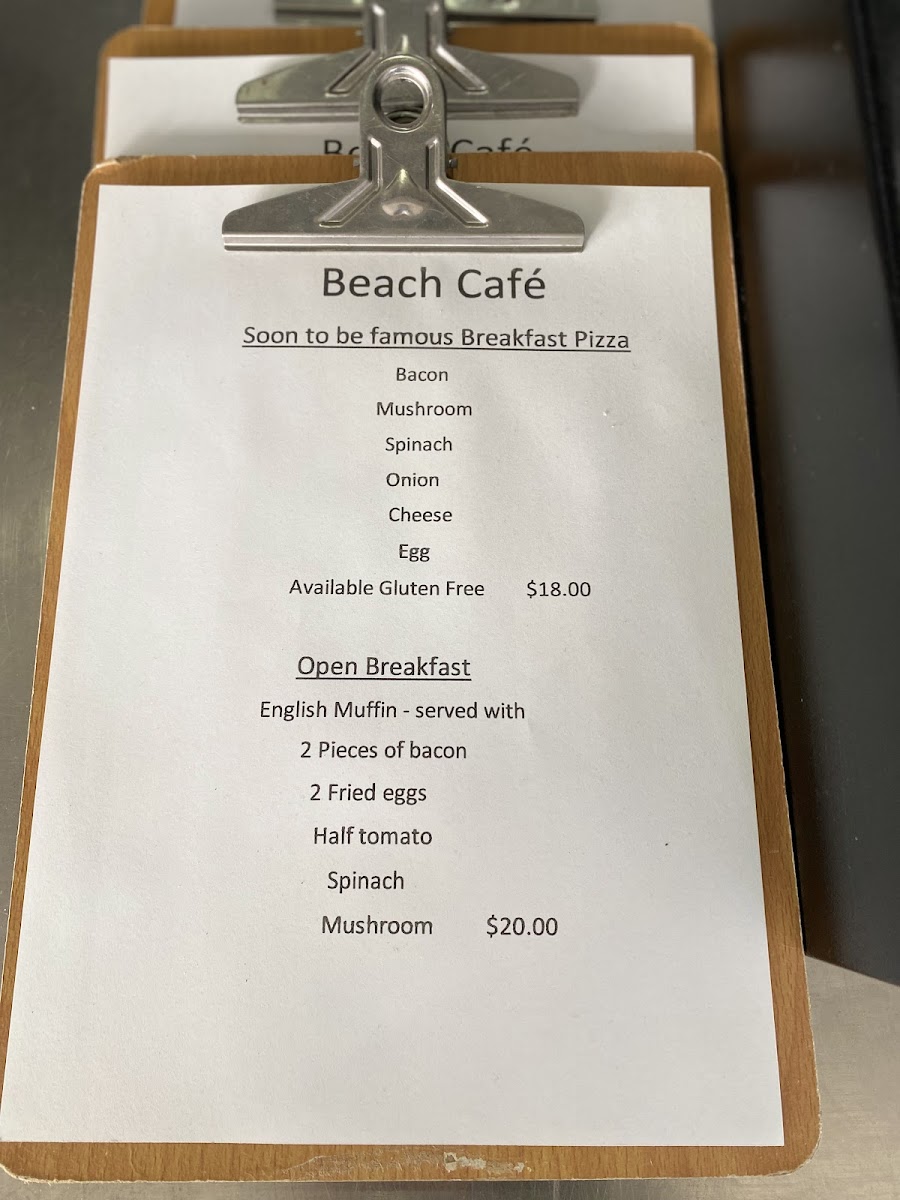 Café
Beach Café
Soon to be famous Breakfast Pizza
Bacon
Mushroom
Spinach
Onion
Cheese
Egg
Available Gluten Free $18.00
Open Breakfast
English Muffin - served with
2 Pieces of bacon
2 Fried eggs
Half tomato
Spinach
Mushroom $20.00